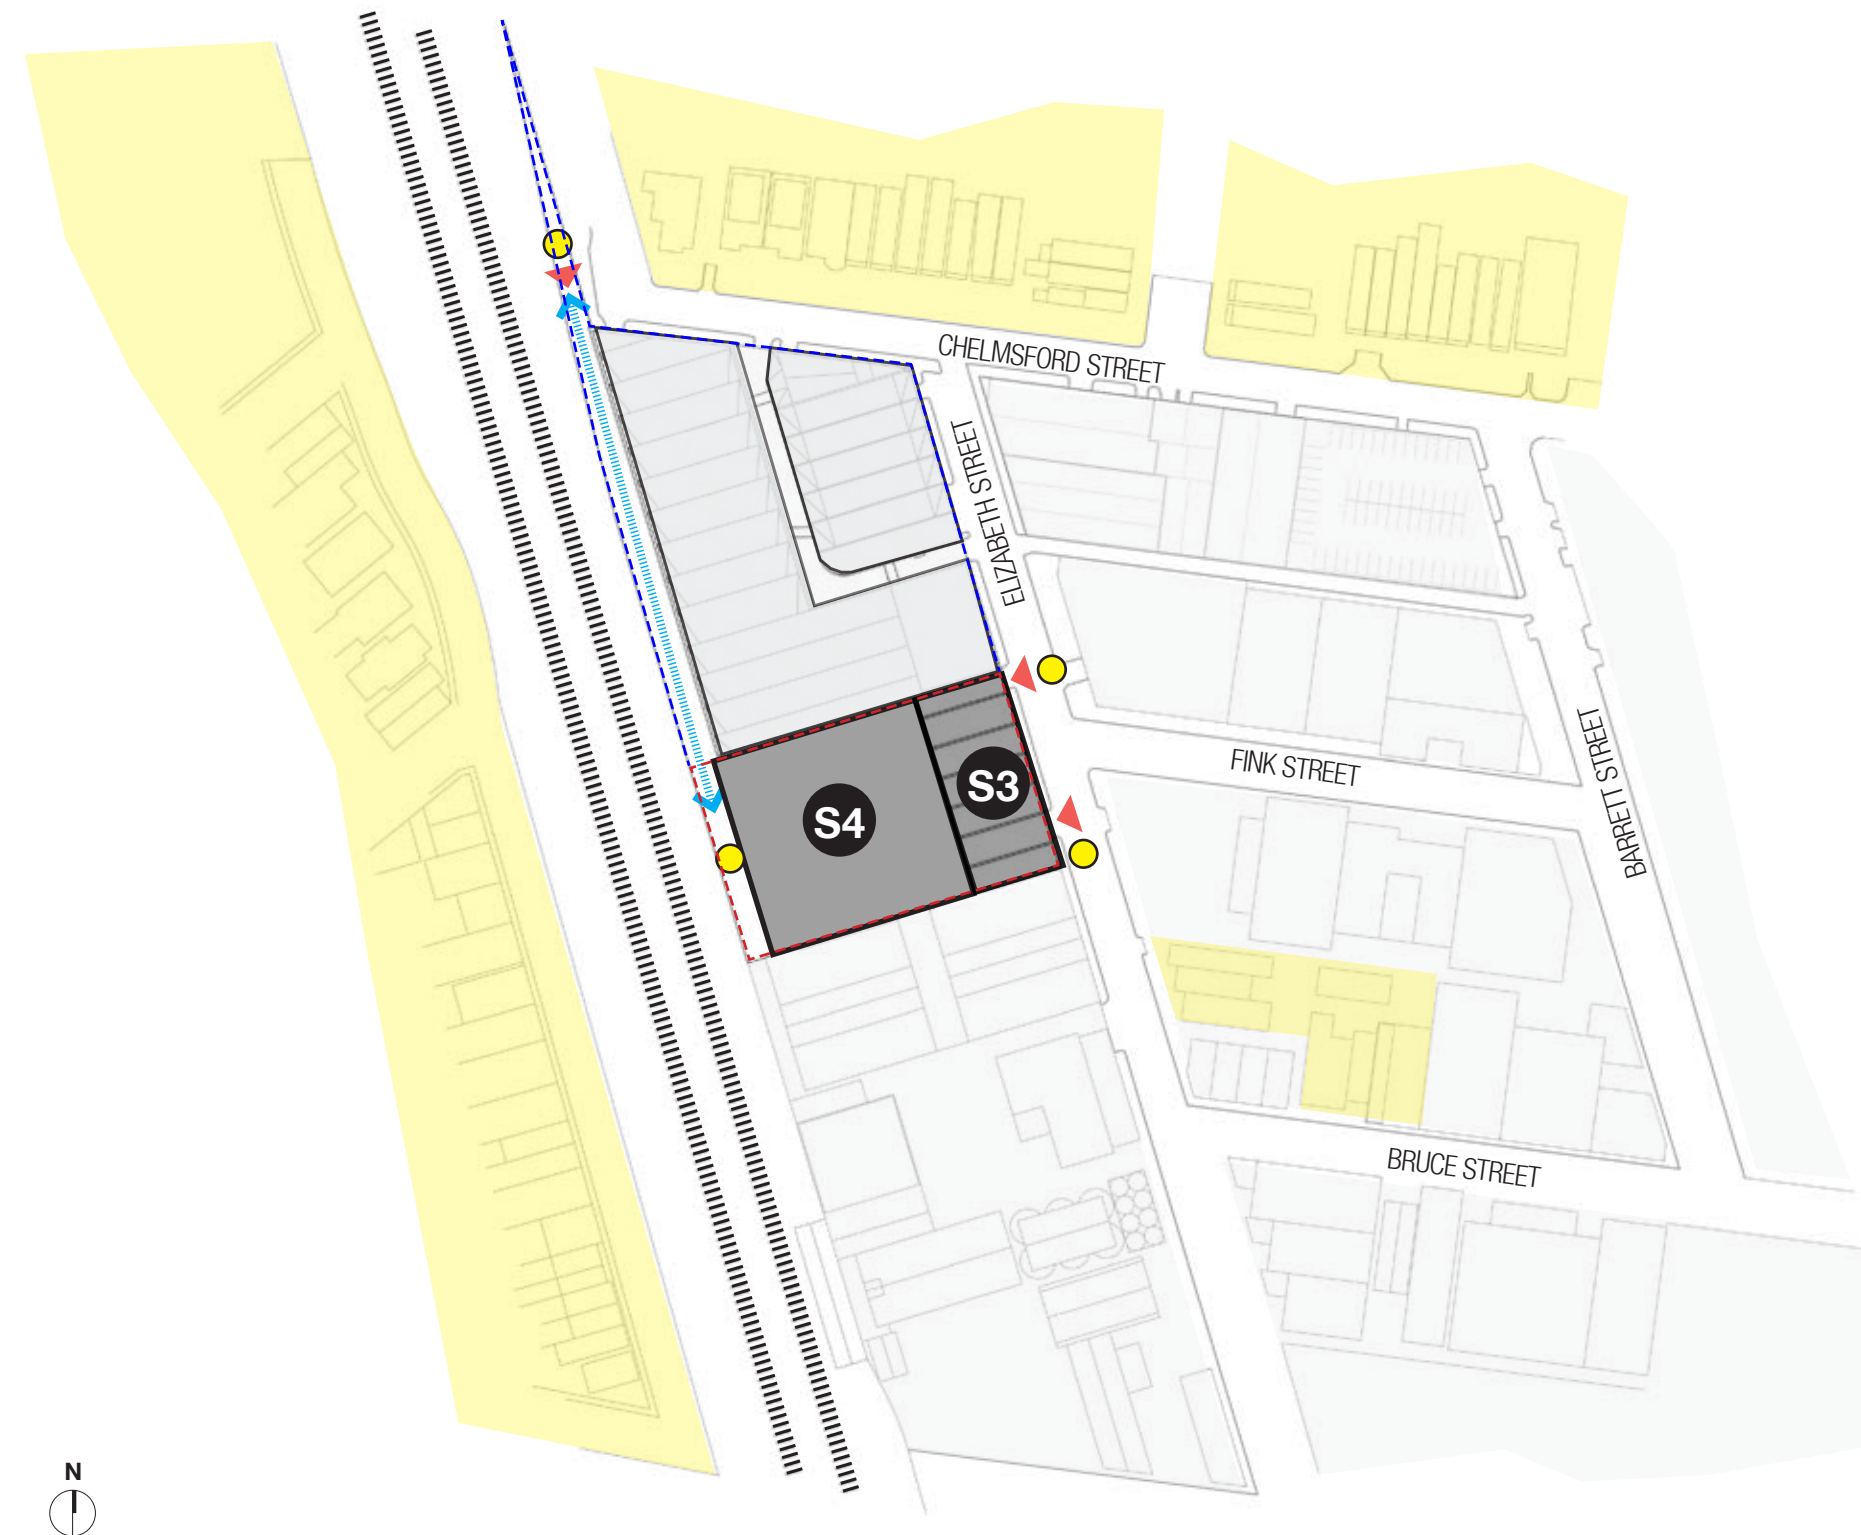 CHELMSFORD STREET
ELIZABETH STREET
FINK STREET
BARRETT STREET
S3
S4
BRUCE STREET
N